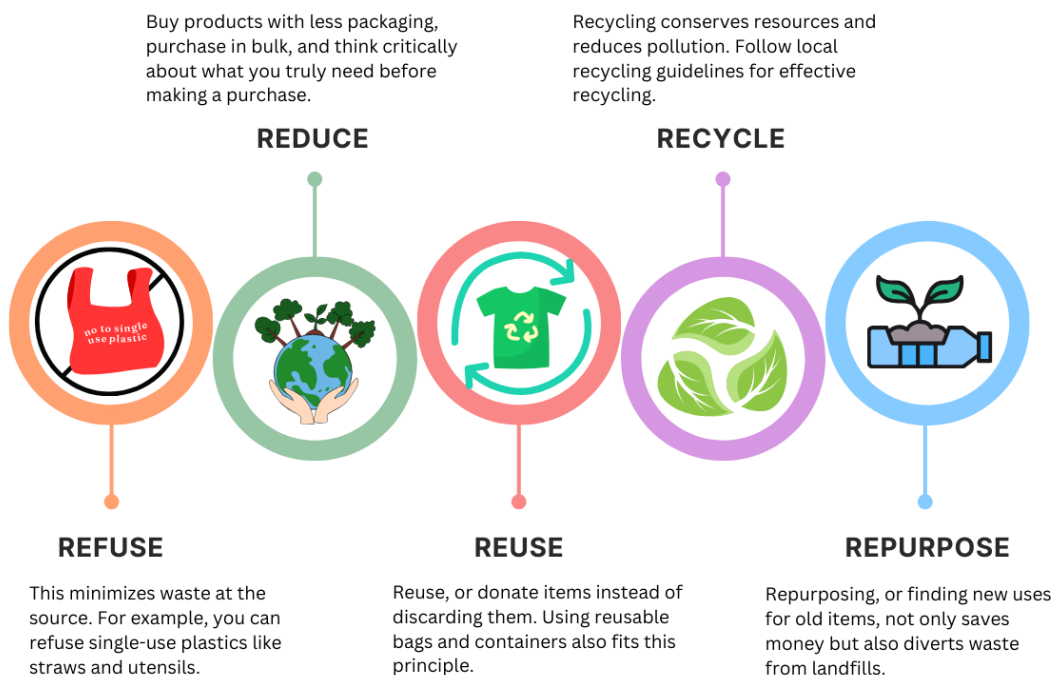 Buy products with less packaging,
purchase in bulk, and think critically
about what you truly need before
making a purchase.
REDUCE
Recycling conserves resources and
reduces pollution. Follow local
recycling guidelines for effective
recycling.
RECYCLE
no to single
use plastic
REFUSE
This minimizes waste at the
source. For example, you can
refuse single-use plastics like
straws and utensils.
REUSE
Reuse, or donate items instead of
discarding them. Using reusable
bags and containers also fits this
principle.
REPURPOSE
Repurposing, or finding new uses
for old items, not only saves
money but also diverts waste
from landfills.